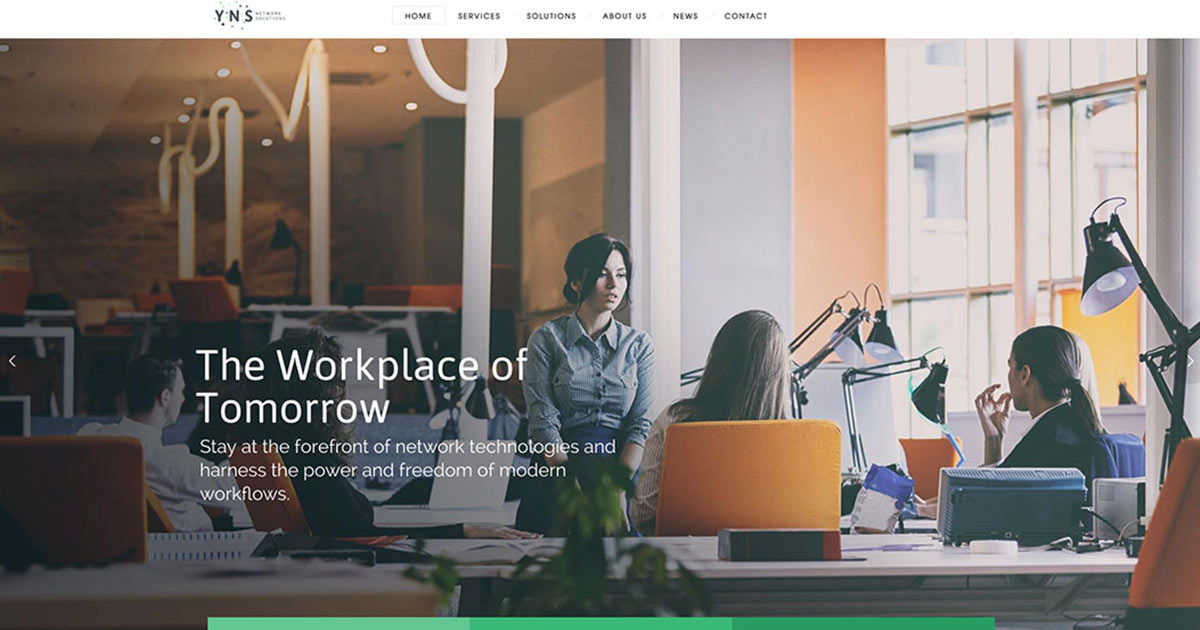 YNS NETWORK
SOLUTIONS
HOME SERVICES SOLUTIONS ABOUT US NEWS CONTACT
The Workplace of
Tomorrow
Stay at the forefront of network technologies and
harness the power and freedom of modern
workflows.